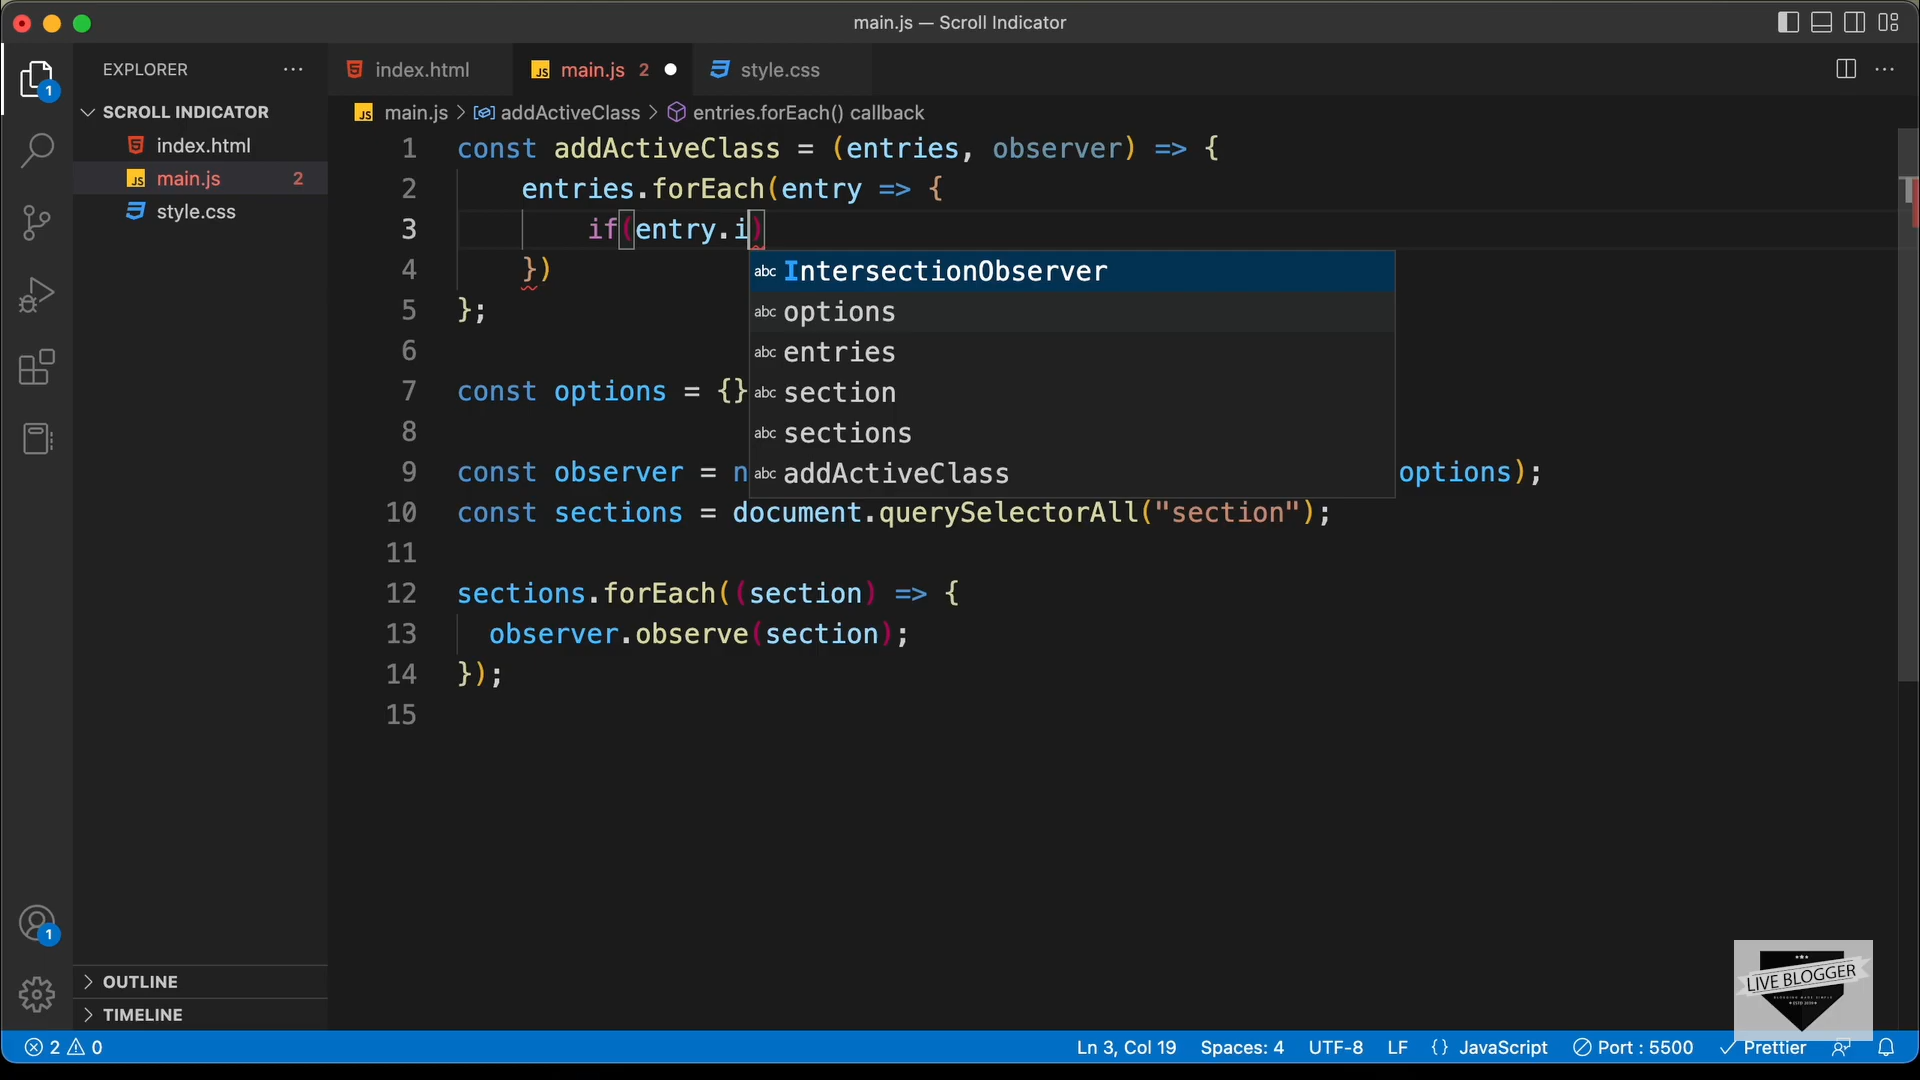 main.js — Scroll Indicator
EXPLORER
SCROLL INDICATOR
index.html
main.js 2
style.css
index.html
main.js 2
style.css
main.js > addActiveClass > entries.forEach() callback
1 const addActiveClass = (entries, observer) => {
2 entries.forEach(entry => {
3 if(entry.i)
4 })
5 };
6
7 const options = {}
8
9 const observer = n options);
10 const sections = document.querySelectorAll("section");
11
12 sections.forEach((section) => {
13 observer.observe(section);
14 });
15
abc IntersectionObserver
abc options
abc entries
abc section
abc sections
abc addActiveClass
1
1
OUTLINE
TIMELINE
2 0
Ln 3, Col 19 Spaces: 4 UTF-8 LF {} JavaScript Port : 5500 Prettier
LIVE BLOGGER